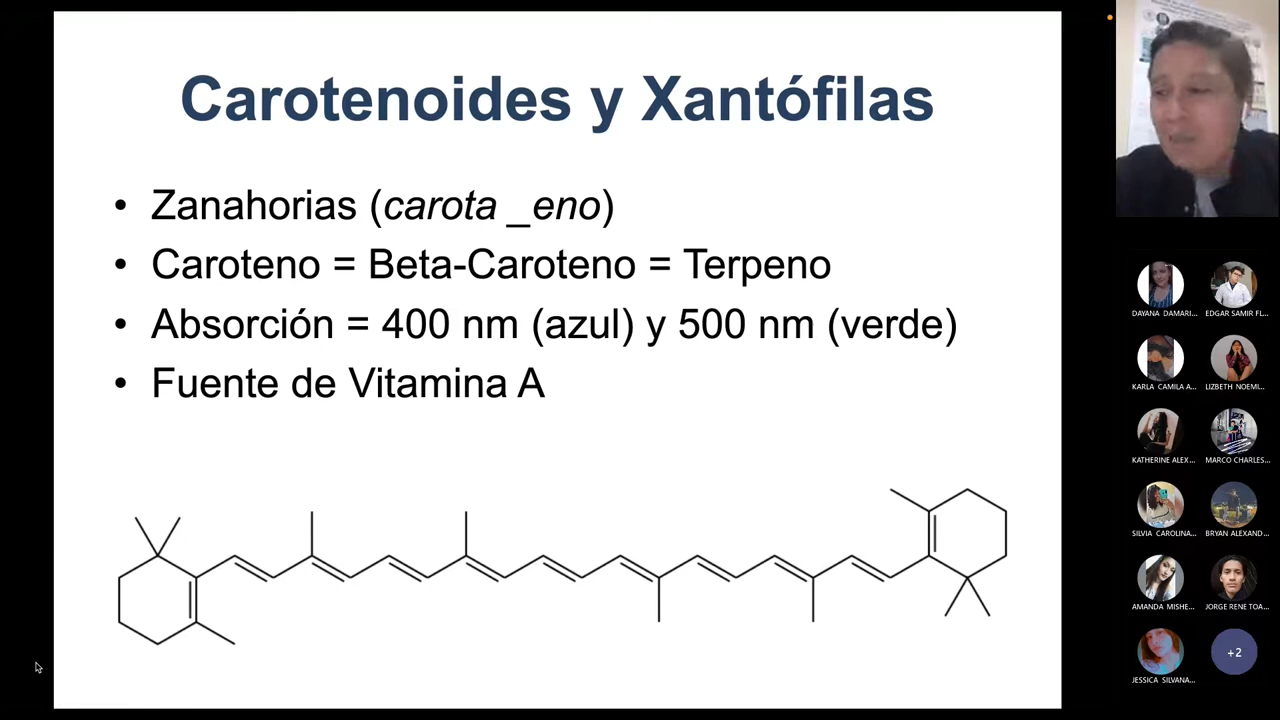 Carotenoides y Xantófilas
• Zanahorias (carota _eno)
• Caroteno = Beta-Caroteno = Terpeno
• Absorción = 400 nm (azul) y 500 nm (verde)
• Fuente de Vitamina A
DAYANA DAMARI...
EDGAR SAMIR FL...
KARLA CAMILA A...
LIZBETH NOEMI...
KATHERINE ALEX...
MARCO CHARLES...
SILVIA CAROLINA...
BRYAN ALEXAND...
AMANDA MISHE...
JORGE RENE TOA...
JESSICA SILVANA...
+2